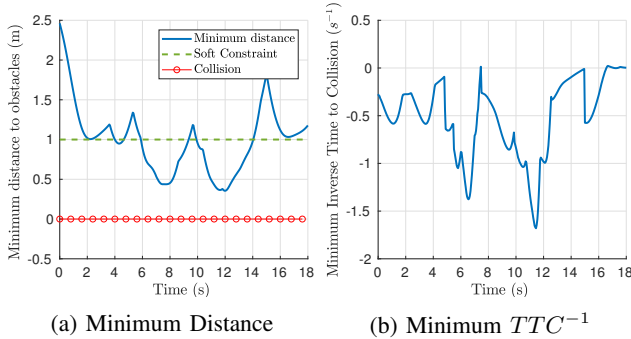 Minimum distance to obstacles (m)
2.5
2
1.5
1
0.5
0
-0.5
Minimum distance
Soft Constraint
Collision
0 2 4 6 8 10 12 14 16 18
Time (s)
(a) Minimum Distance
Minimum Inverse Time to Collision (s⁻¹)
0.5
0
-0.5
-1
-1.5
-2
0 2 4 6 8 10 12 14 16 18
Time (s)
(b) Minimum TTC⁻¹